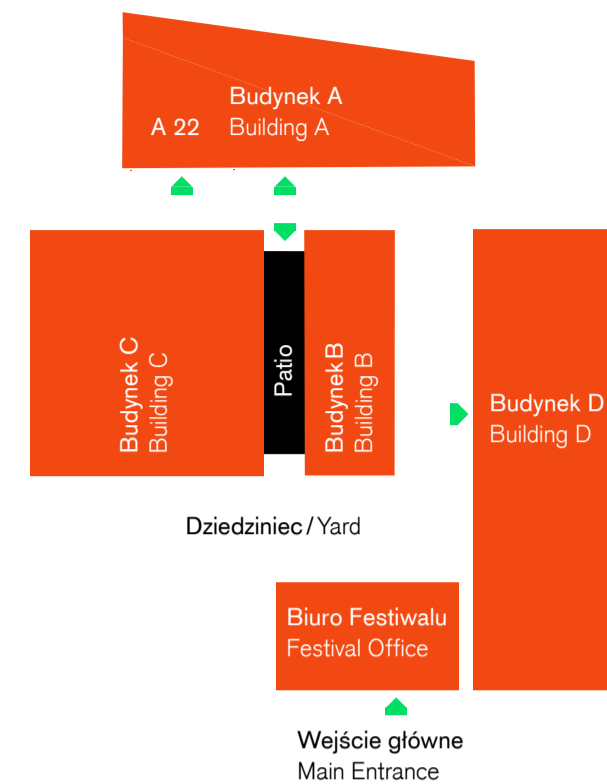 Budynek A
A 22 Building A
Budynek C
Building C
Patio
Budynek B
Building B
Budynek D
Building D
Dziedziniec / Yard
Biuro Festiwalu
Festival Office
Wejście główne
Main Entrance